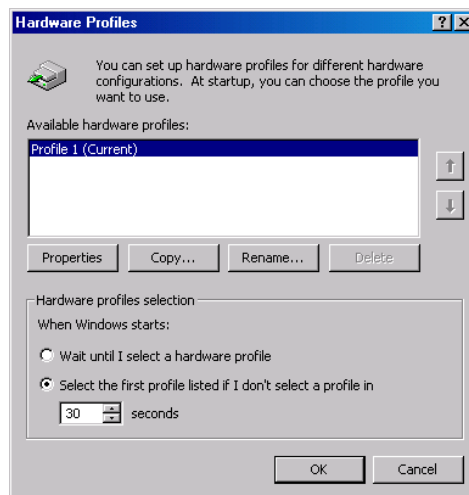 Hardware Profiles
You can set up hardware profiles for different hardware
configurations. At startup, you can choose the profile you
want to use.
Available hardware profiles:
Profile 1 (Current)
Properties
Copy...
Rename...
Delete
Hardware profiles selection
When Windows starts:
Wait until I select a hardware profile
Select the first profile listed if I don't select a profile in
30 seconds
OK
Cancel